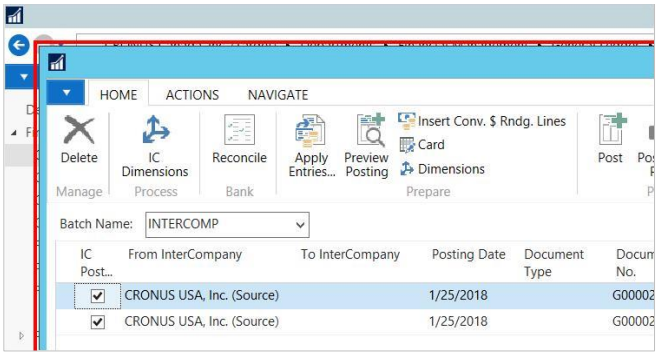 HOME ACTIONS NAVIGATE
Delete
IC Dimensions
Reconcile
Apply Entries...
Preview Posting
Insert Conv. $ Rndg. Lines
Card
Dimensions
Post
Manage Process Bank Prepare
Batch Name: INTERCOMP
IC Post... From InterCompany To InterCompany Posting Date Document Type No.
CRONUS USA, Inc. (Source) 1/25/2018 G00002
CRONUS USA, Inc. (Source) 1/25/2018 G00002